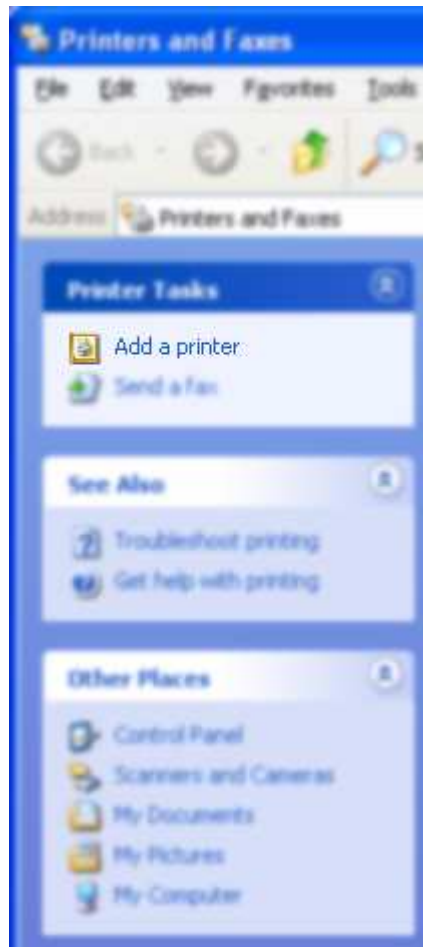 Printers and Faxes
File Edit View Favorites Tools
Back
Address Printers and Faxes
Printer Tasks
Add a printer
Send a fax
See Also
Troubleshoot printing
Get help with printing
Other Places
Control Panel
Scanners and Cameras
My Documents
My Pictures
My Computer